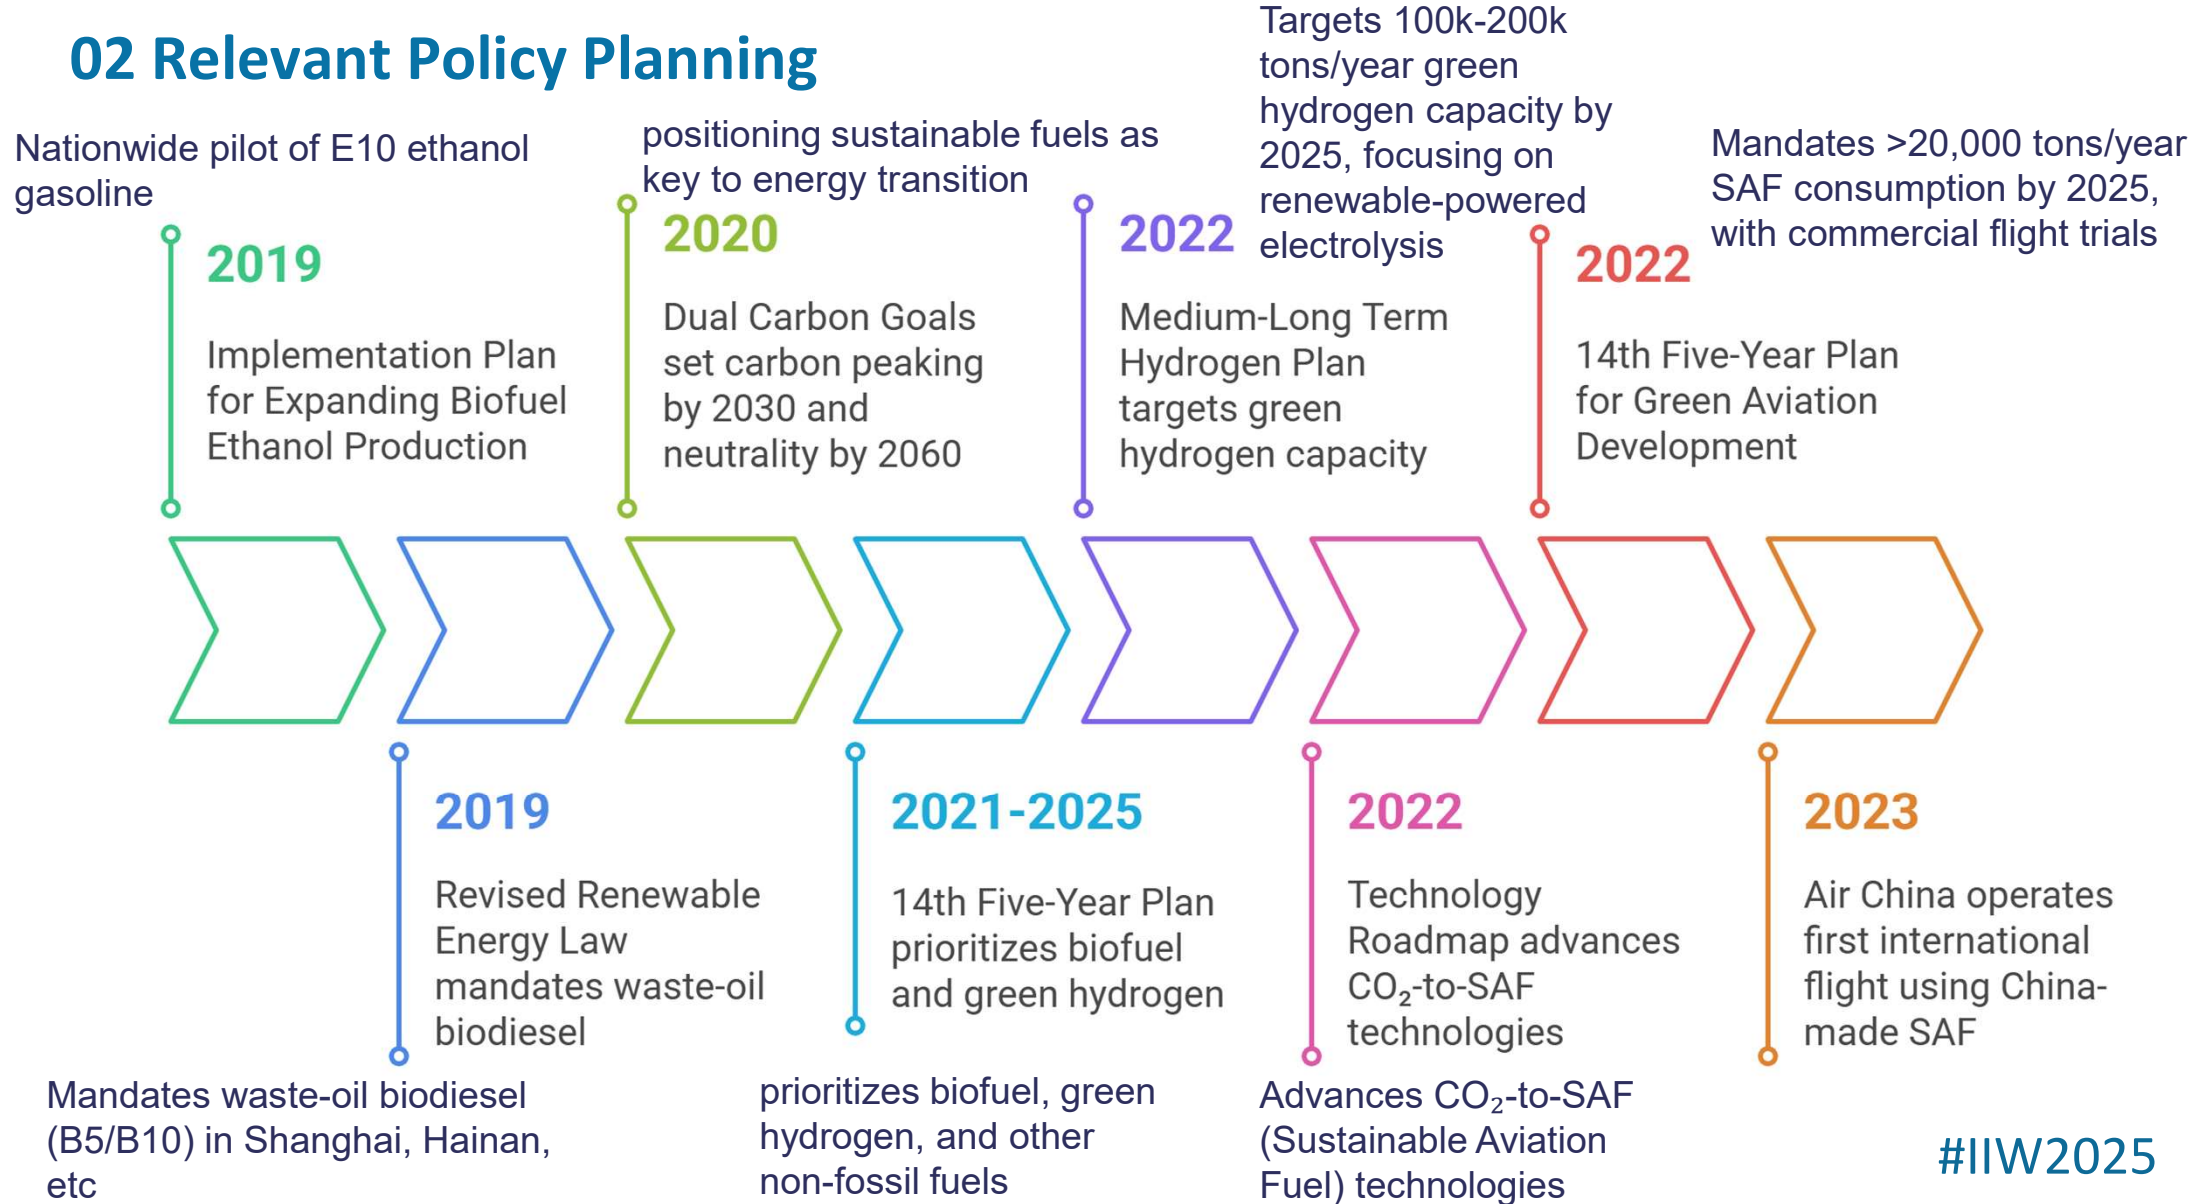 02 Relevant Policy Planning
Nationwide pilot of E10 ethanol
gasoline
2019
Implementation Plan
for Expanding Biofuel
Ethanol Production
positioning sustainable fuels as
key to energy transition
2020
Dual Carbon Goals
set carbon peaking
by 2030 and
neutrality by 2060
Targets 100k-200k
tons/year green
hydrogen capacity by
2025, focusing on
renewable-powered
electrolysis
2022
Medium-Long Term
Hydrogen Plan
targets green
hydrogen capacity
Mandates >20,000 tons/year
SAF consumption by 2025,
with commercial flight trials
2022
14th Five-Year Plan
for Green Aviation
Development
2019
Revised Renewable
Energy Law
mandates waste-oil
biodiesel
Mandates waste-oil biodiesel
(B5/B10) in Shanghai, Hainan,
etc
2021-2025
14th Five-Year Plan
prioritizes biofuel
and green hydrogen
prioritizes biofuel, green
hydrogen, and other
non-fossil fuels
2022
Technology
Roadmap advances
CO₂-to-SAF
technologies
Advances CO₂-to-SAF
(Sustainable Aviation
Fuel) technologies
2023
Air China operates
first international
flight using China-
made SAF
#IIW2025